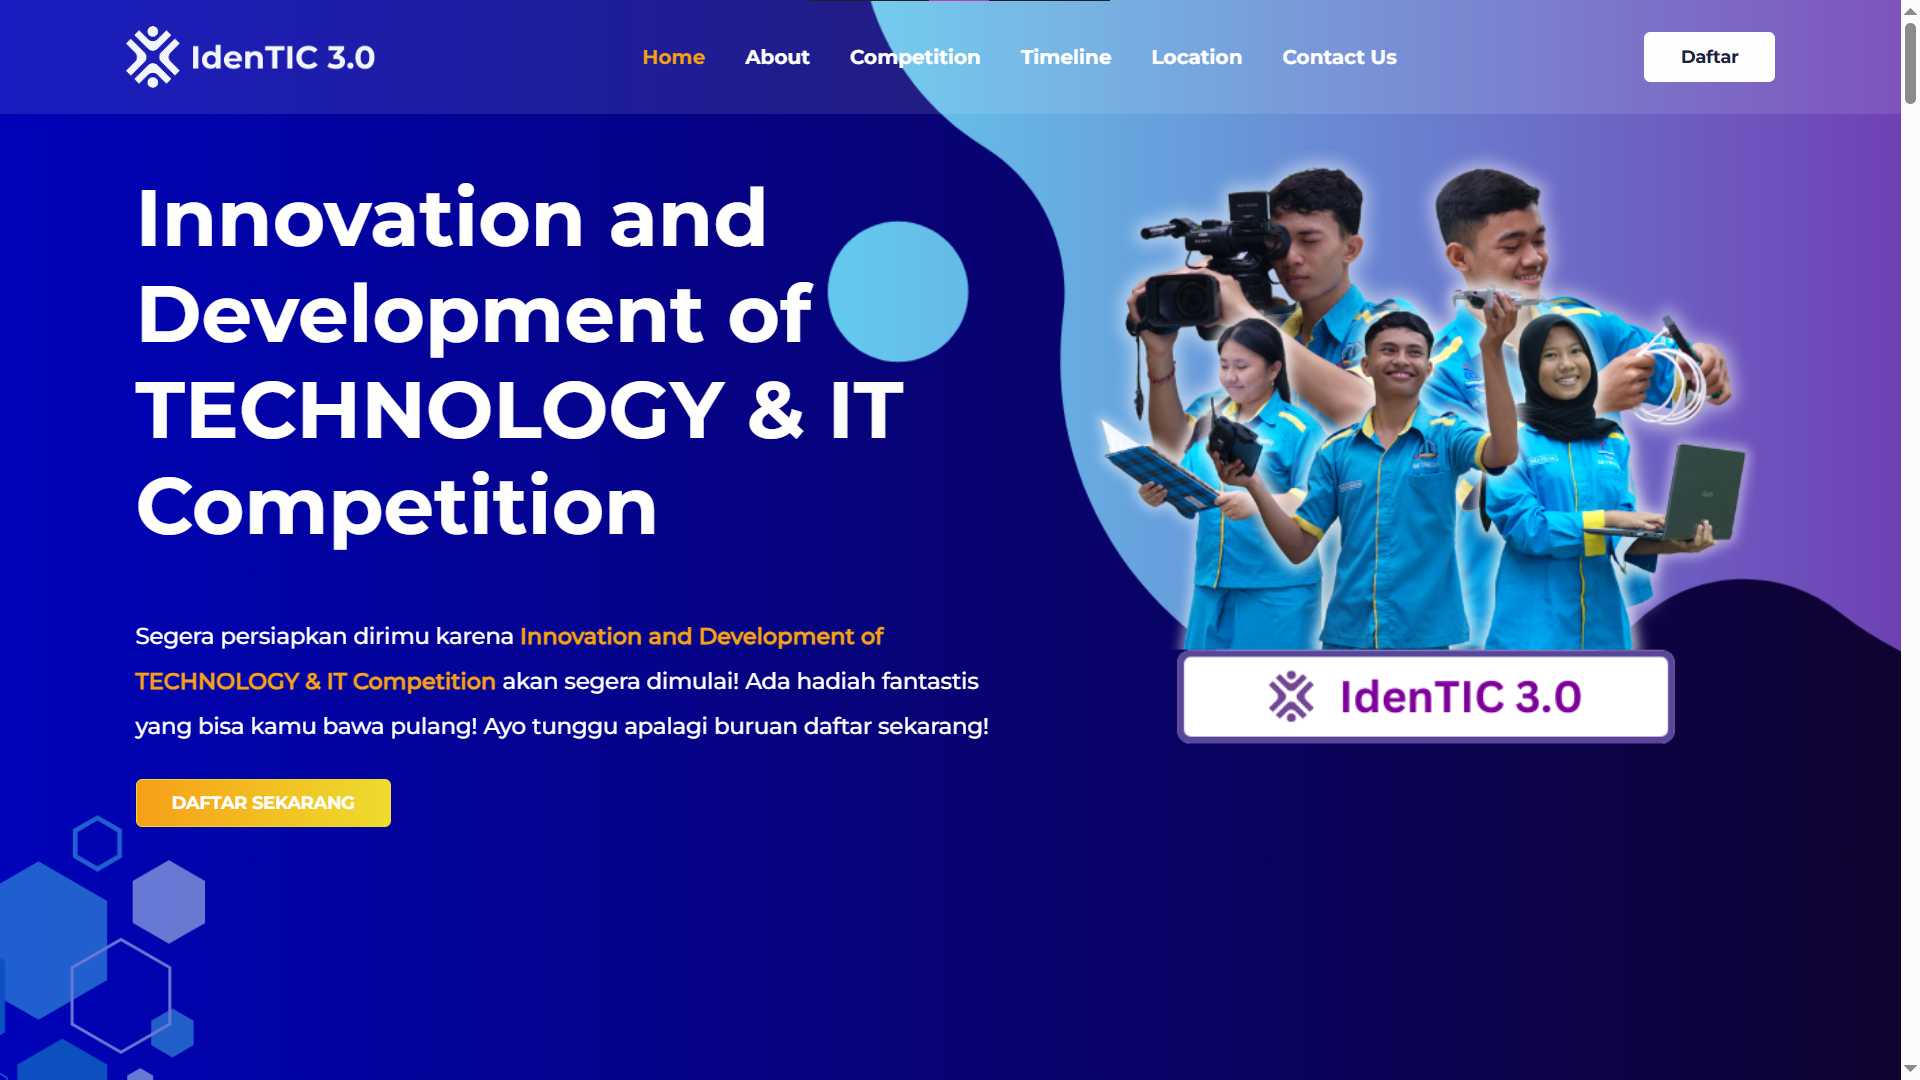 IdenTIC 3.0
Home About Competition Timeline Location Contact Us
Daftar
Innovation and
Development of
TECHNOLOGY & IT
Competition
Segera persiapkan dirimu karena Innovation and Development of
TECHNOLOGY & IT Competition akan segera dimulai! Ada hadiah fantastis
yang bisa kamu bawa pulang! Ayo tunggu apalagi buruan daftar sekarang!
DAFTAR SEKARANG
SONY
IdenTIC 3.0